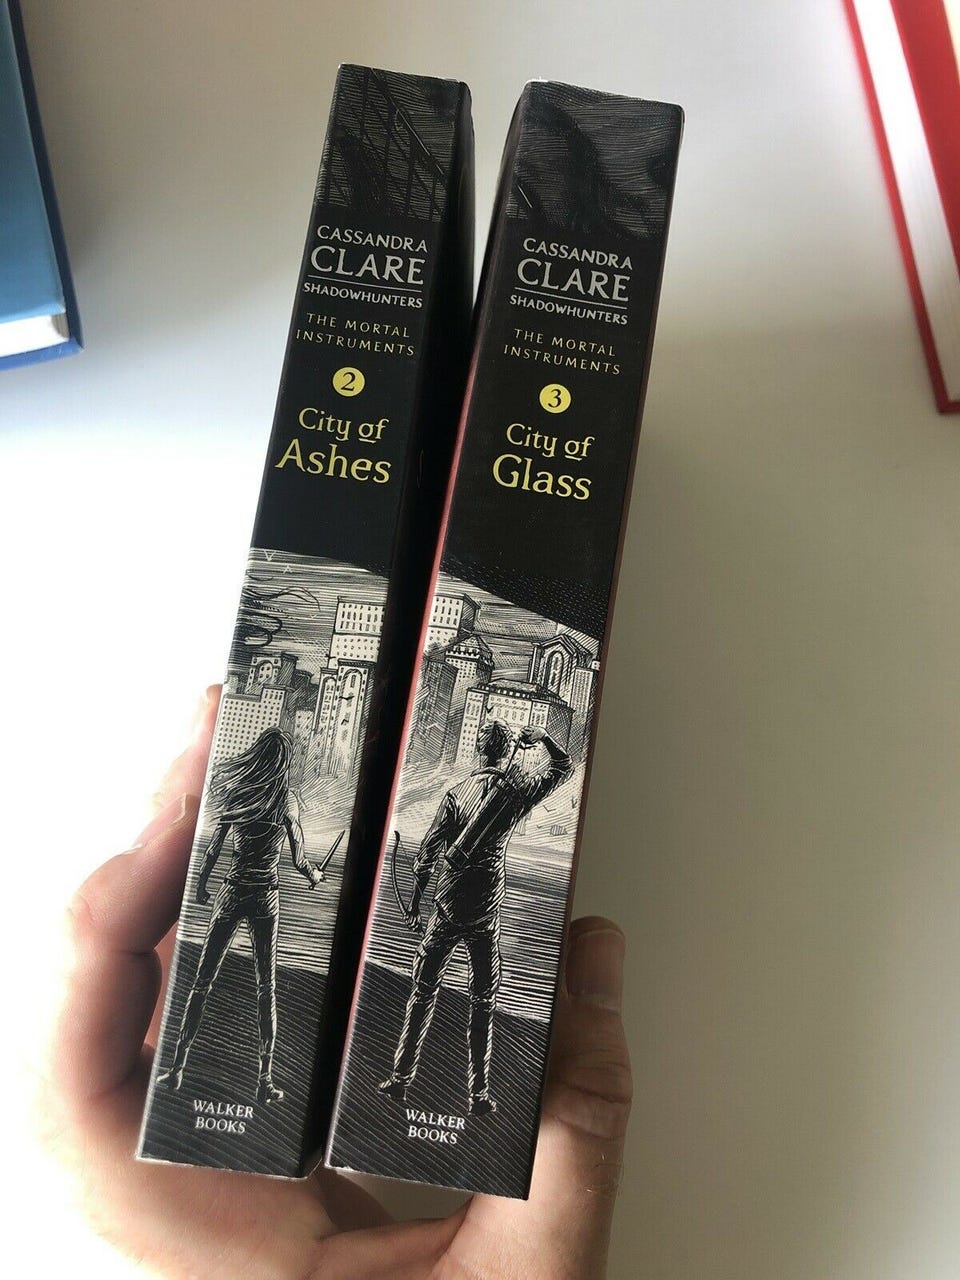 CASSANDRA
CLARE
SHADOWHUNTERS
THE MORTAL
INSTRUMENTS
2
City of
Ashes
WALKER
BOOKS
CASSANDRA
CLARE
SHADOWHUNTERS
THE MORTAL
INSTRUMENTS
3
City of
Glass
WALKER
BOOKS